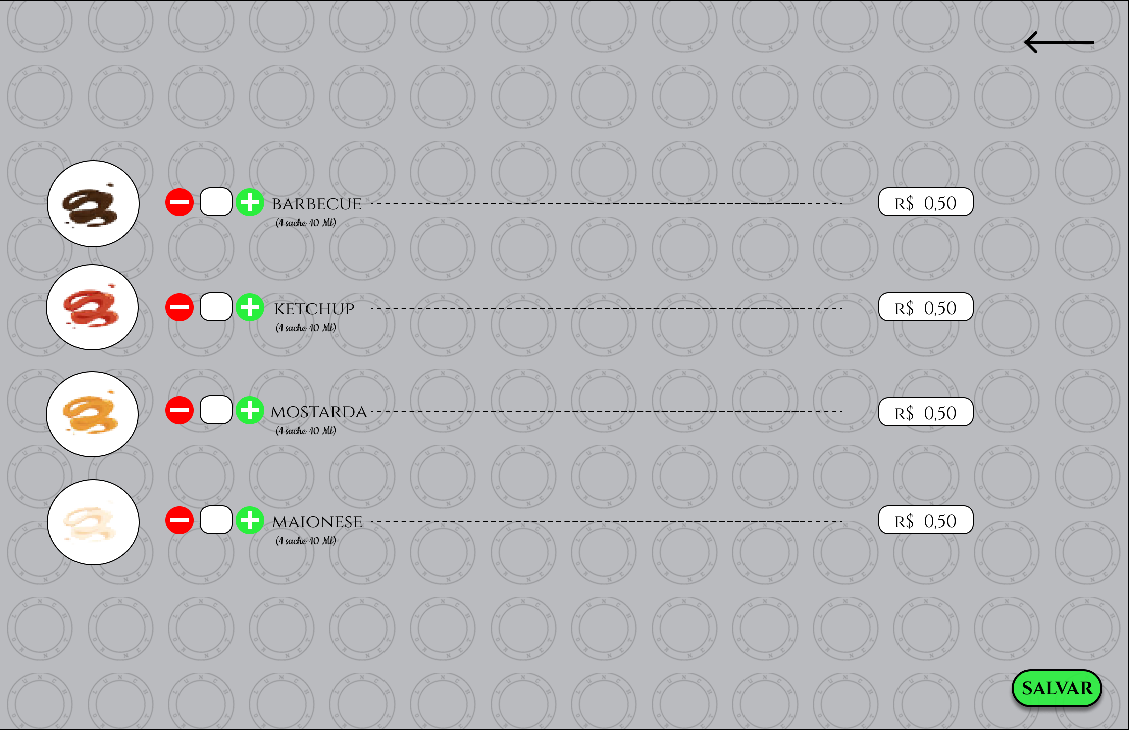 BARBECUE R$ 0,50
(1 sache 10 Ml)
KETCHUP R$ 0,50
(1 sache 10 Ml)
MOSTARDA R$ 0,50
(1 sache 10 Ml)
MAIONESE R$ 0,50
(1 sache 10 Ml)
SALVAR